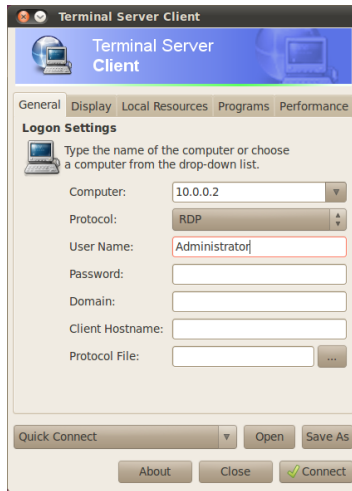 Terminal Server Client
Terminal Server
Client
General Display Local Resources Programs Performance
Logon Settings
Type the name of the computer or choose
a computer from the drop-down list.
Computer: 10.0.0.2
Protocol: RDP
User Name: Administrator
Password:
Domain:
Client Hostname:
Protocol File: ...
Quick Connect Open Save As
About Close Connect